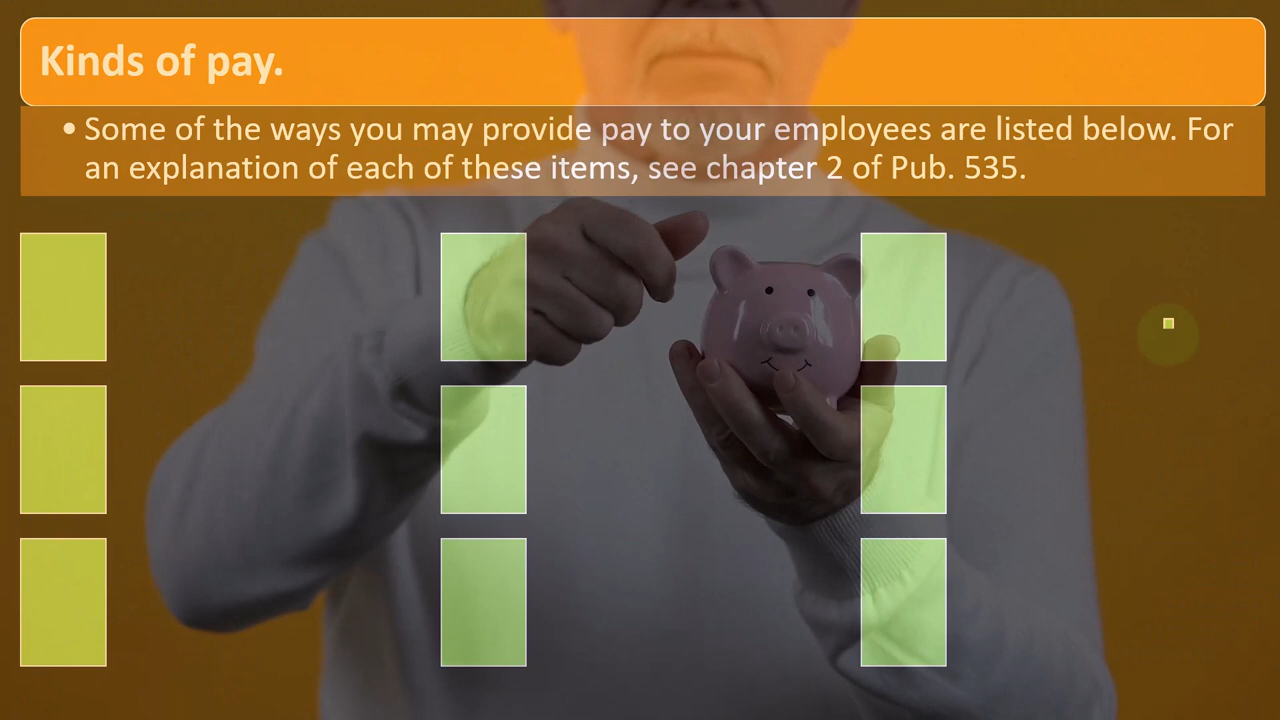 Kinds of pay.
• Some of the ways you may provide pay to your employees are listed below. For
an explanation of each of these items, see chapter 2 of Pub. 535.